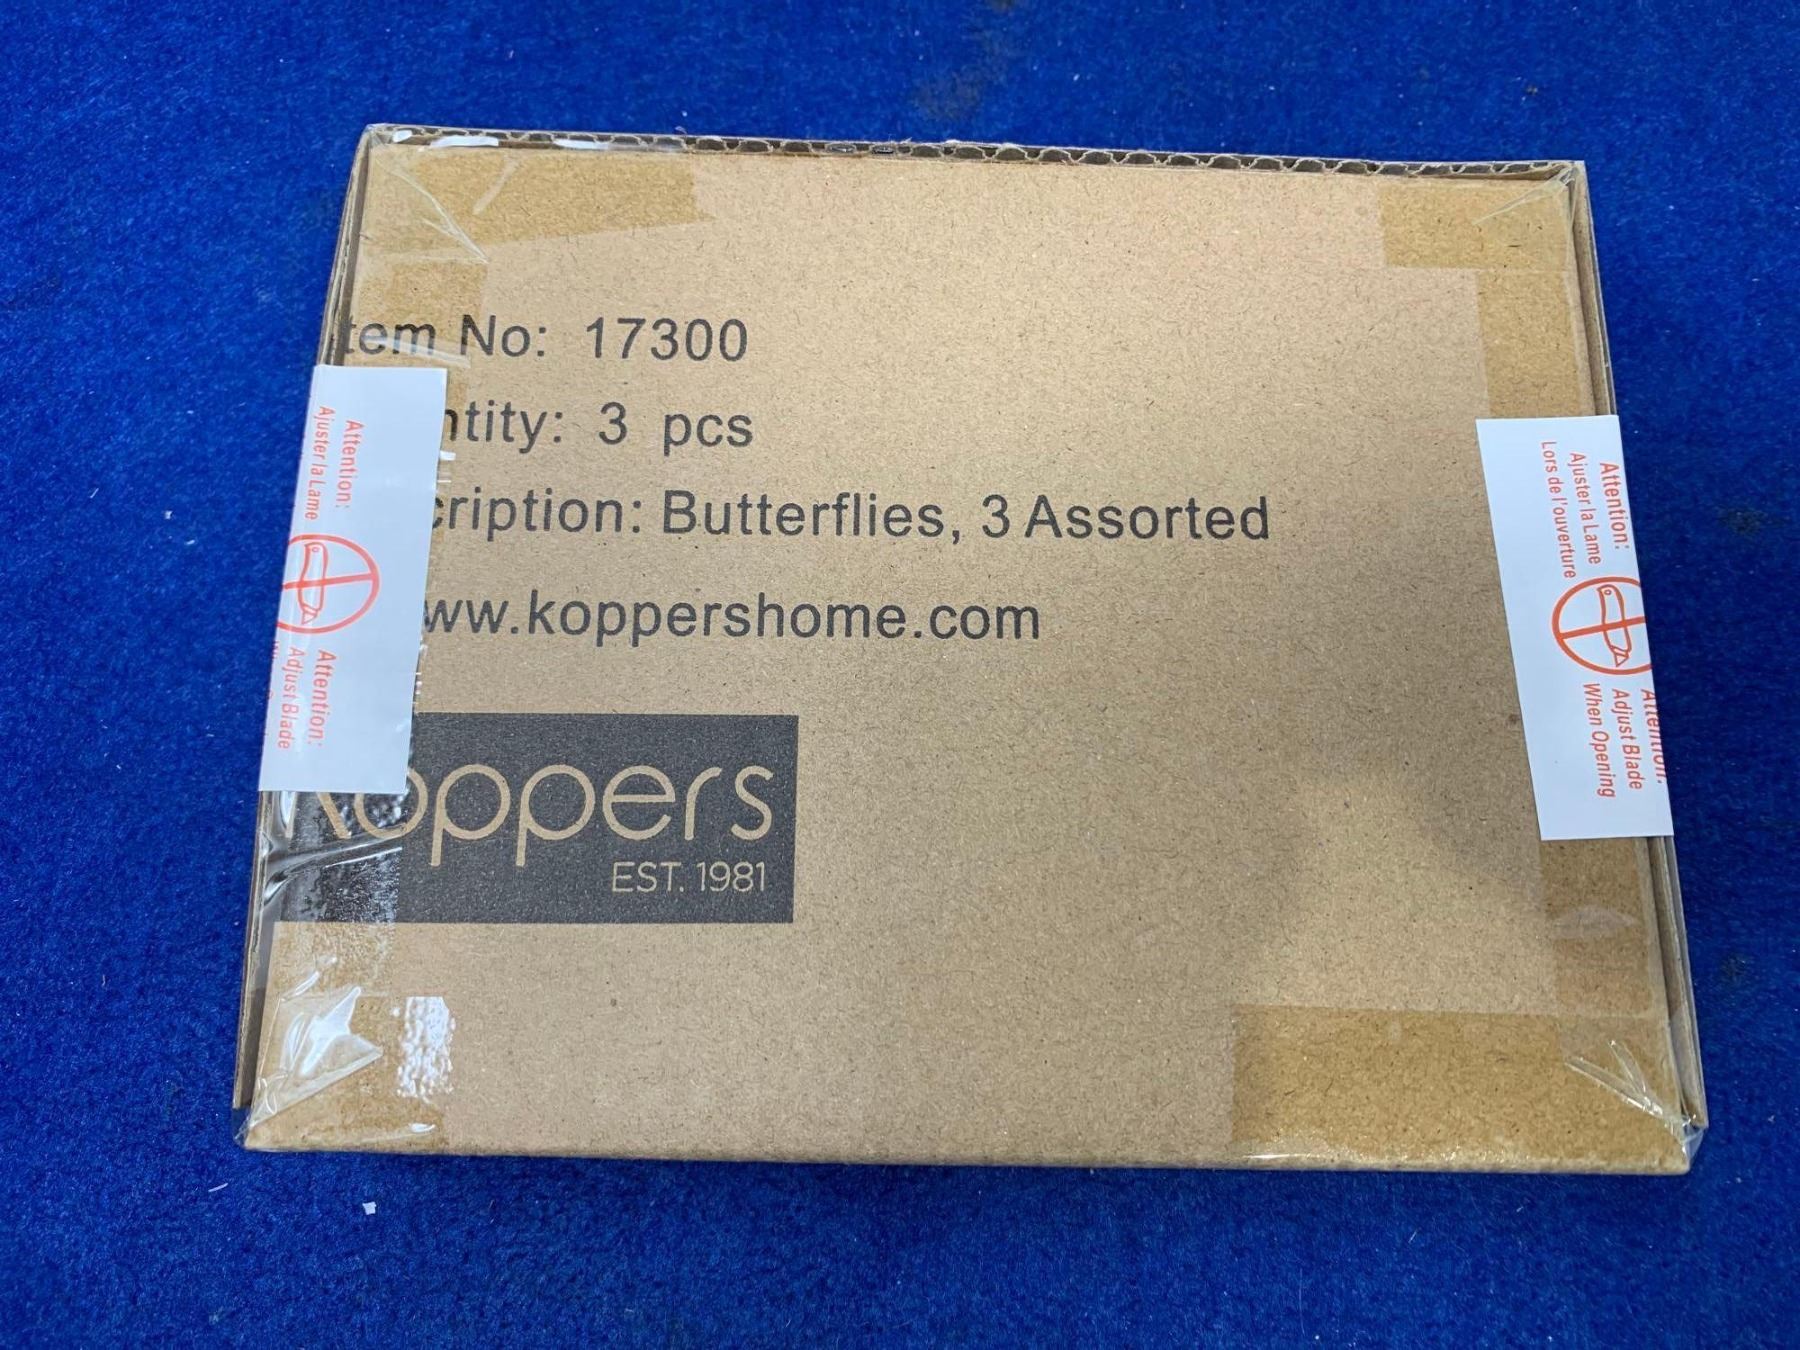 tem No: 17300
ntity: 3 pcs
cription: Butterflies, 3 Assorted
ww.koppershome.com
koppers
EST. 1981
Attention:
Ajuster la Lame
Attention:
Adjust Blade
Attention:
Ajuster la Lame
Lors de l'ouverture
Attention:
Adjust Blade
When Opening